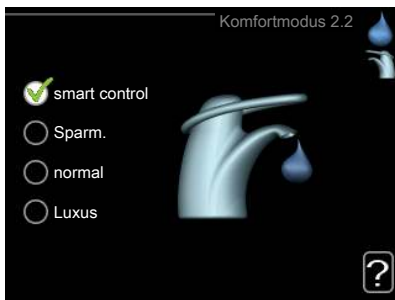 Komfortmodus 2.2
smart control
Sparm.
normal
Luxus
?